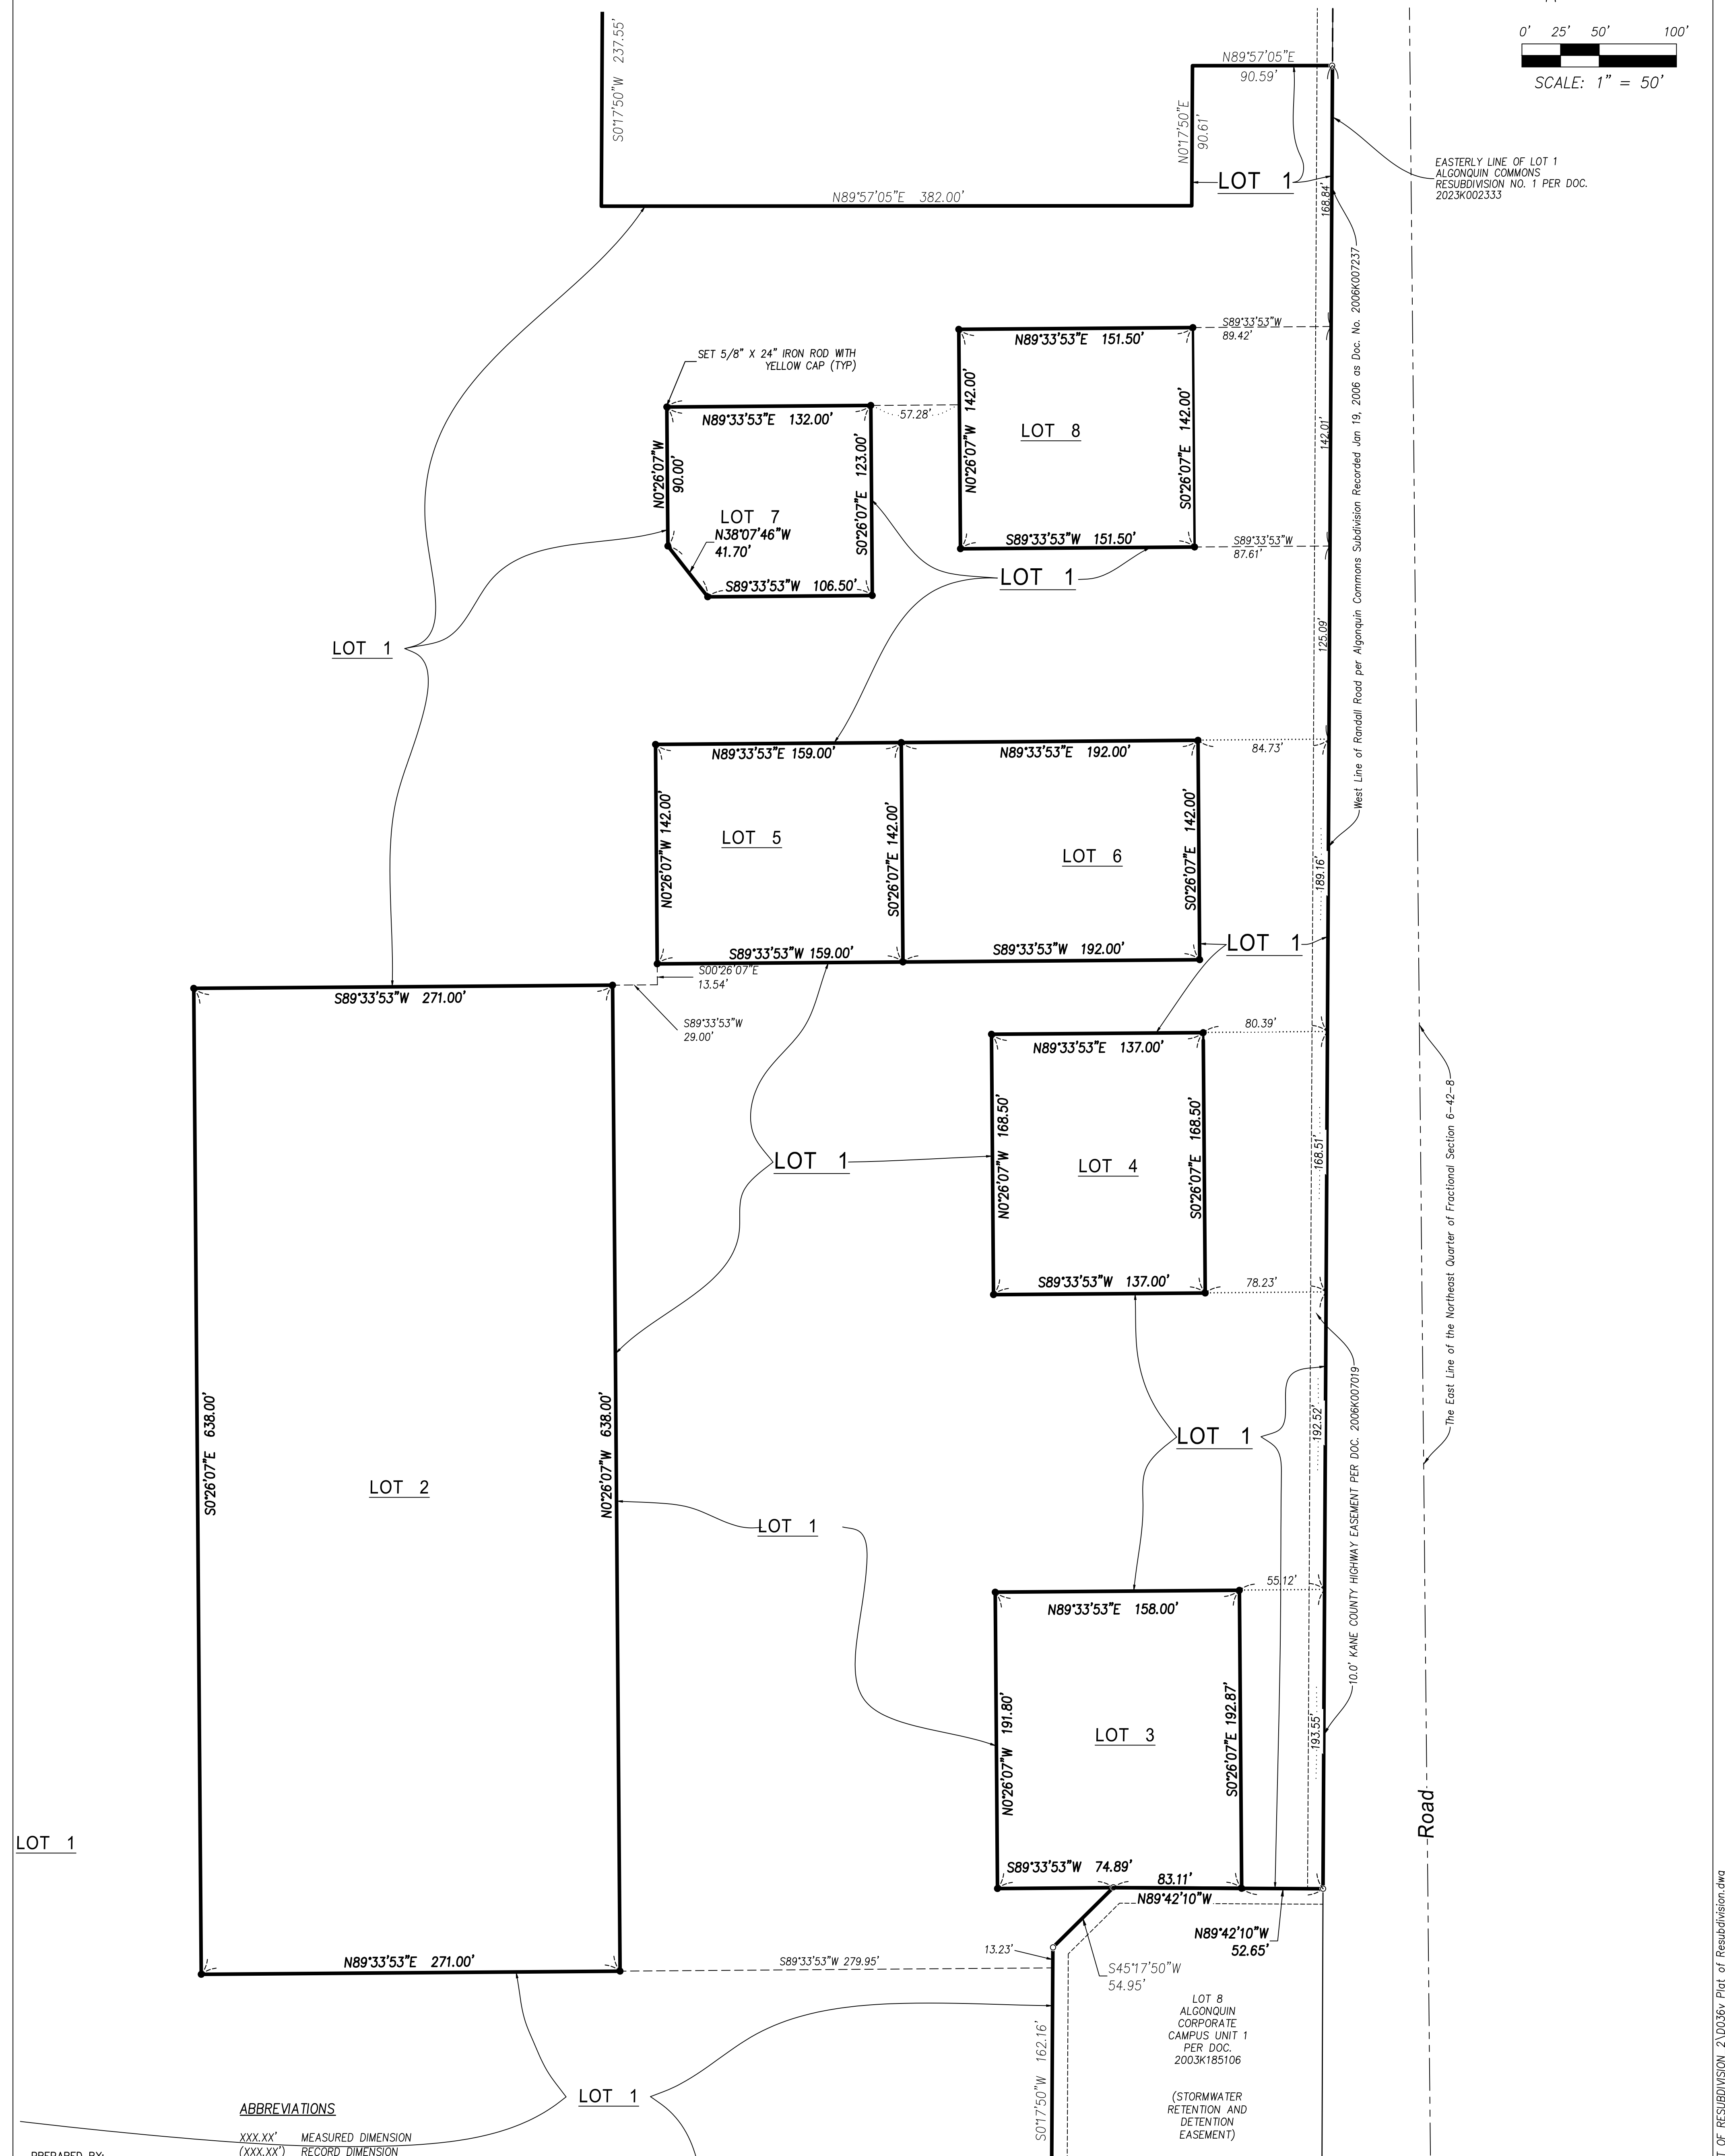 0' 25' 50' 100'
SCALE: 1" = 50'
S0°17'50"W 237.55'
N89°57'05"E
90.59'
N0°17'50"E
90.61'
LOT 1
168.84'
EASTERLY LINE OF LOT 1
ALGONQUIN COMMONS
RESUBDIVISION NO. 1 PER DOC.
2023K002333
N89°57'05"E 382.00'
West Line of Randall Road per Algonquin Commons Subdivision Recorded Jan 19, 2006 as Doc. No. 2006K007237
S89°33'53"W
89.42'
N89°33'53"E 151.50'
SET 5/8" X 24" IRON ROD WITH
YELLOW CAP (TYP)
N89°33'53"E 132.00'
57.28'
N0°26'07"W 142.00'
LOT 8
S0°26'07"E 142.00'
142.01'
N0°26'07"W
90.00'
S0°26'07"E 123.00'
LOT 7
N38°07'46"W
41.70'
S89°33'53"W 151.50'
S89°33'53"W
87.61'
S89°33'53"W 106.50'
LOT 1
LOT 1
125.09'
N89°33'53"E 159.00'
N89°33'53"E 192.00'
84.73'
N0°26'07"W 142.00'
LOT 5
S0°26'07"E 142.00'
LOT 6
S0°26'07"E 142.00'
189.16'
S89°33'53"W 159.00'
S89°33'53"W 192.00'
LOT 1
S00°26'07"E
13.54'
S89°33'53"W 271.00'
S89°33'53"W
29.00'
80.39'
N89°33'53"E 137.00'
N0°26'07"W 168.50'
LOT 4
S0°26'07"E 168.50'
168.51'
LOT 1
The East Line of the Northeast Quarter of Fractional Section 6-42-8
S89°33'53"W 137.00'
78.23'
S0°26'07"E 638.00'
LOT 2
N0°26'07"W 638.00'
LOT 1
192.52'
10.0' KANE COUNTY HIGHWAY EASEMENT PER DOC. 2006K007019
LOT 1
55.12'
N89°33'53"E 158.00'
N0°26'07"W 191.80'
LOT 3
S0°26'07"E 192.87'
193.55'
Road
LOT 1
S89°33'53"W 74.89'
83.11'
N89°42'10"W
N89°42'10"W
52.65'
N89°33'53"E 271.00'
S89°33'53"W 279.95'
13.23'
S45°17'50"W
54.95'
LOT 8
ALGONQUIN
CORPORATE
CAMPUS UNIT 1
PER DOC.
2003K185106
(STORMWATER
RETENTION AND
DETENTION
EASEMENT)
S0°17'50"W 162.16'
LOT 1
ABBREVIATIONS
XXX.XX' MEASURED DIMENSION
(XXX.XX') RECORD DIMENSION
PREPARED BY:
T OF RESUBDIVISION 2\D036v Plat of Resubdivision.dwg